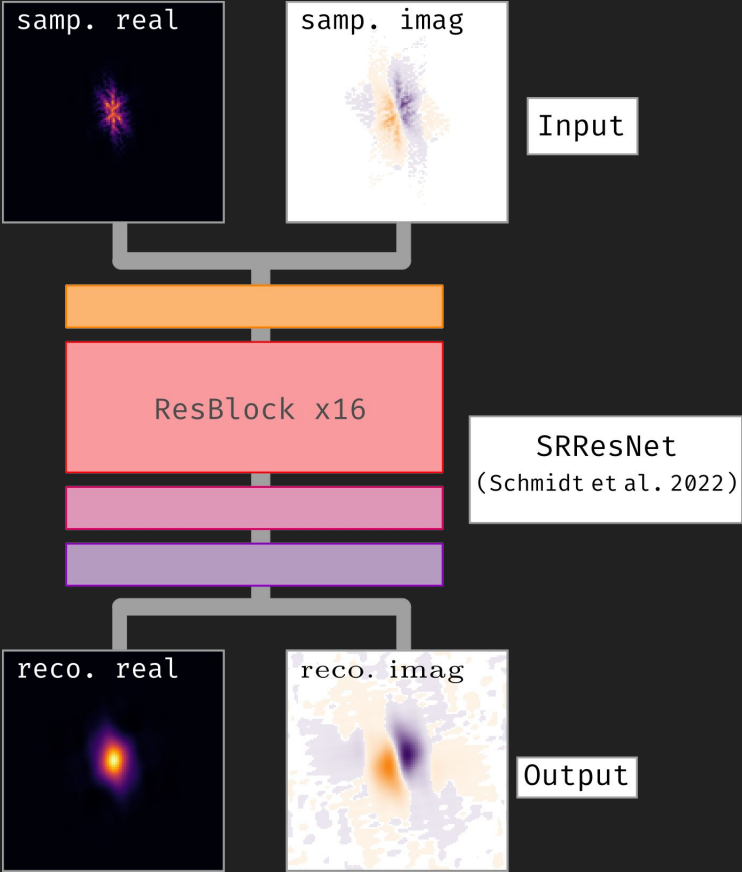 samp. real
samp. imag
Input
ResBlock x16
SRResNet
(Schmidt et al. 2022)
reco. real
reco. imag
Output